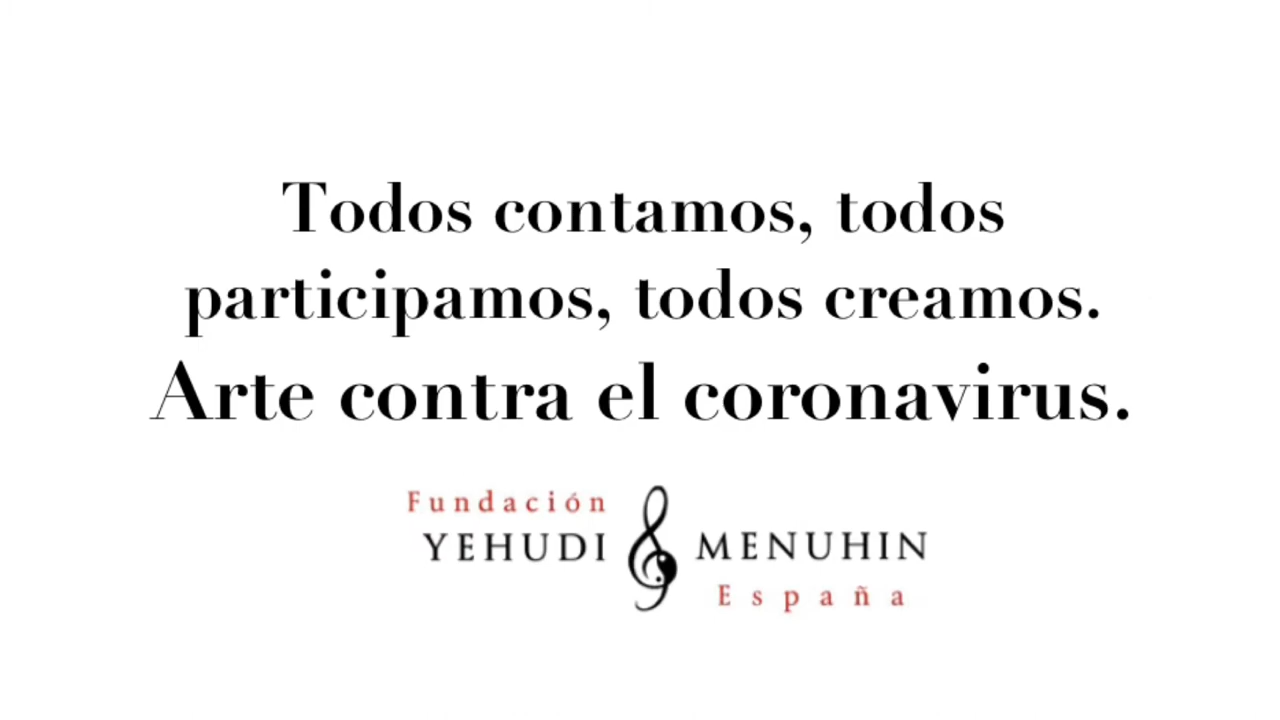 Todos contamos, todos
participamos, todos creamos.
Arte contra el coronavirus.
Fundación
YEHUDI MENUHIN
España